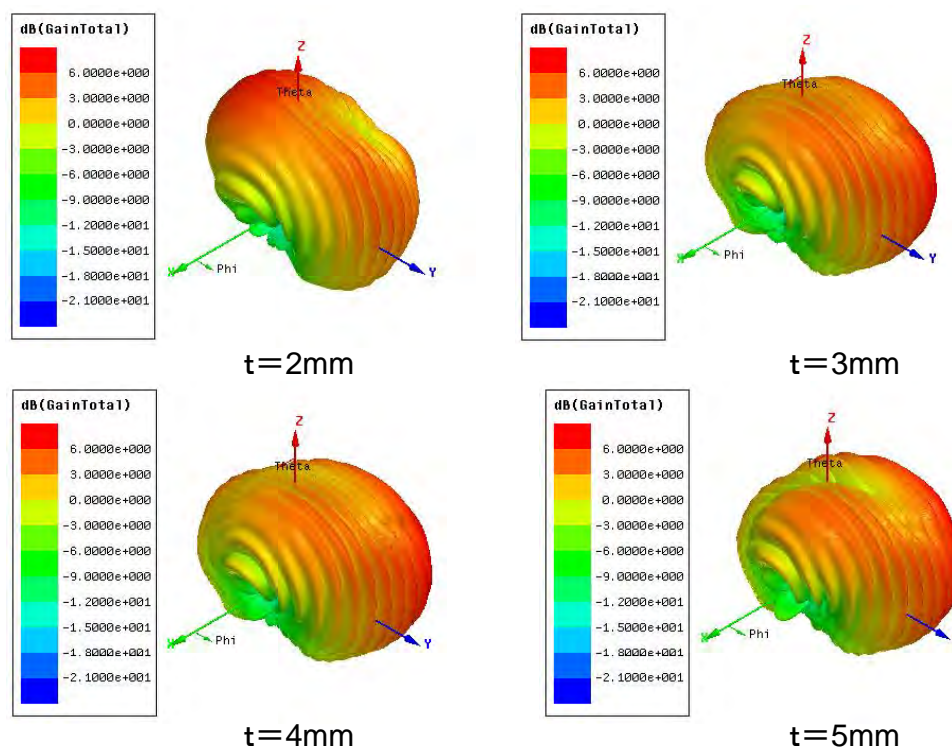 dB(GainTotal)
6.0000e+000
3.0000e+000
0.0000e+000
-3.0000e+000
-6.0000e+000
-9.0000e+000
-1.2000e+001
-1.5000e+001
-1.8000e+001
-2.1000e+001
Z
Theta
X
Phi
Y
t=2mm
dB(GainTotal)
6.0000e+000
3.0000e+000
0.0000e+000
-3.0000e+000
-6.0000e+000
-9.0000e+000
-1.2000e+001
-1.5000e+001
-1.8000e+001
-2.1000e+001
Z
Theta
X
Phi
Y
t=3mm
dB(GainTotal)
6.0000e+000
3.0000e+000
0.0000e+000
-3.0000e+000
-6.0000e+000
-9.0000e+000
-1.2000e+001
-1.5000e+001
-1.8000e+001
-2.1000e+001
Z
Theta
X
Phi
Y
t=4mm
dB(GainTotal)
6.0000e+000
3.0000e+000
0.0000e+000
-3.0000e+000
-6.0000e+000
-9.0000e+000
-1.2000e+001
-1.5000e+001
-1.8000e+001
-2.1000e+001
Z
Theta
X
Phi
t=5mm